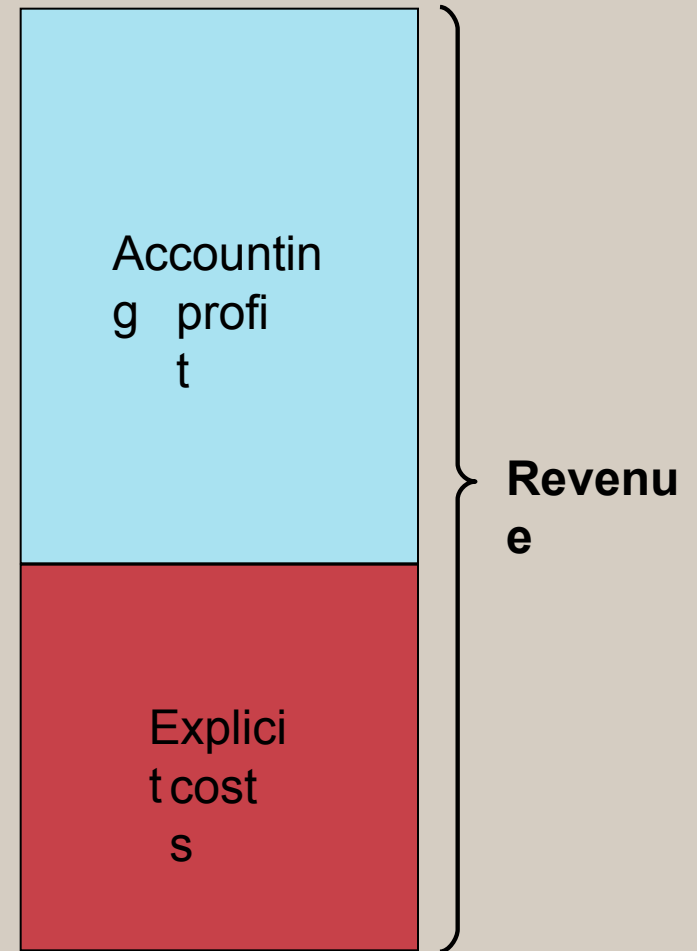 Accountin
g profi
t
Revenu
e
Explici
t cost
s